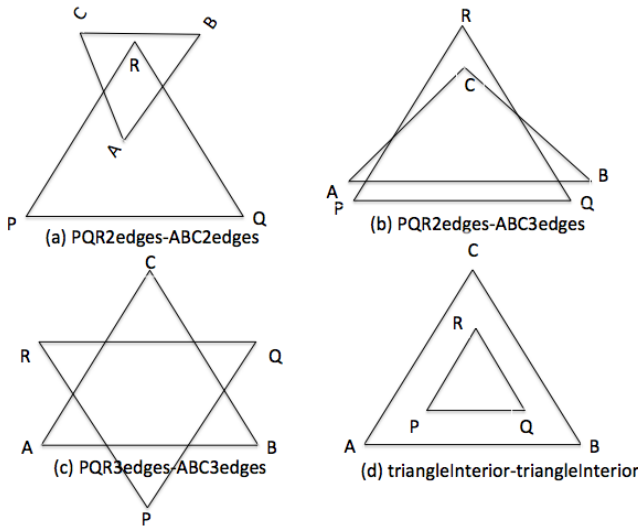 C
B
R
A
P
Q
(a) PQR2edges-ABC2edges
R
C
A
B
P
Q
(b) PQR2edges-ABC3edges
C
R
Q
A
B
(c) PQR3edges-ABC3edges
P
C
R
P
Q
A
B
(d) triangleInterior-triangleInterior